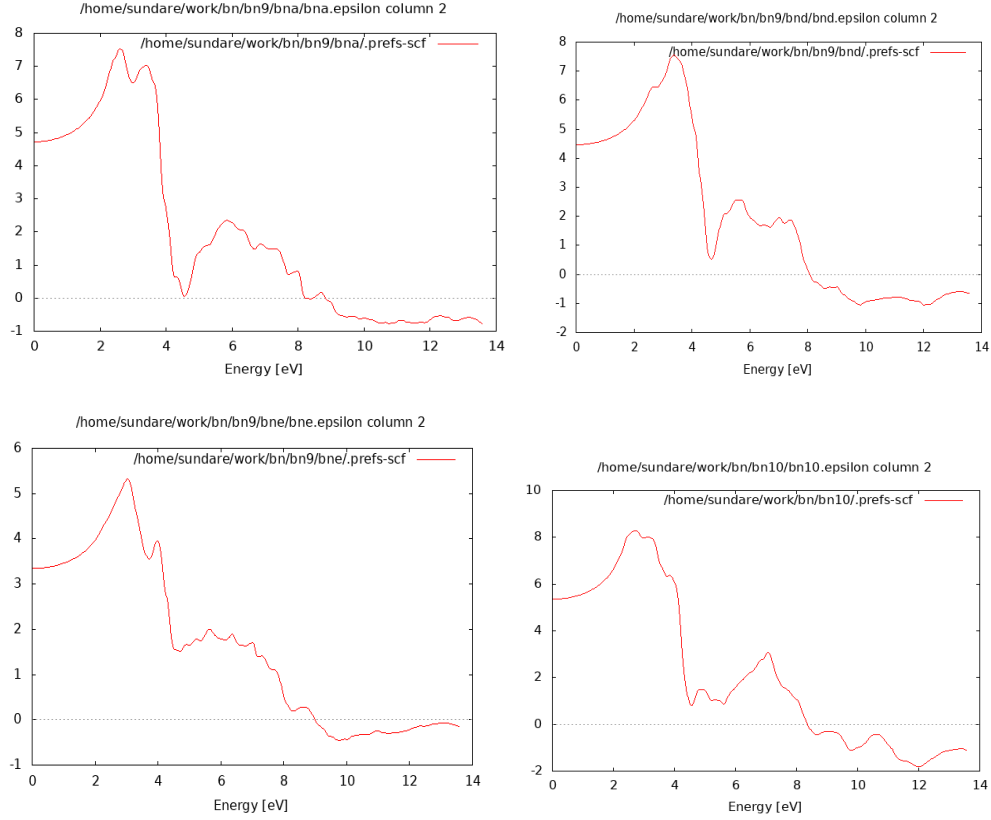 /home/sundare/work/bn/bn9/bna/bna.epsilon column 2
/home/sundare/work/bn/bn9/bna/.prefs-scf
8
7
6
5
4
3
2
1
0
-1
0 2 4 6 8 10 12 14
Energy [eV]
/home/sundare/work/bn/bn9/bnd/bnd.epsilon column 2
/home/sundare/work/bn/bn9/bnd/.prefs-scf
8
7
6
5
4
3
2
1
0
-1
-2
0 2 4 6 8 10 12 14
Energy [eV]
/home/sundare/work/bn/bn9/bne/bne.epsilon column 2
/home/sundare/work/bn/bn9/bne/.prefs-scf
6
5
4
3
2
1
0
-1
0 2 4 6 8 10 12 14
Energy [eV]
/home/sundare/work/bn/bn10/bn10.epsilon column 2
/home/sundare/work/bn/bn10/.prefs-scf
10
8
6
4
2
0
-2
0 2 4 6 8 10 12 14
Energy [eV]